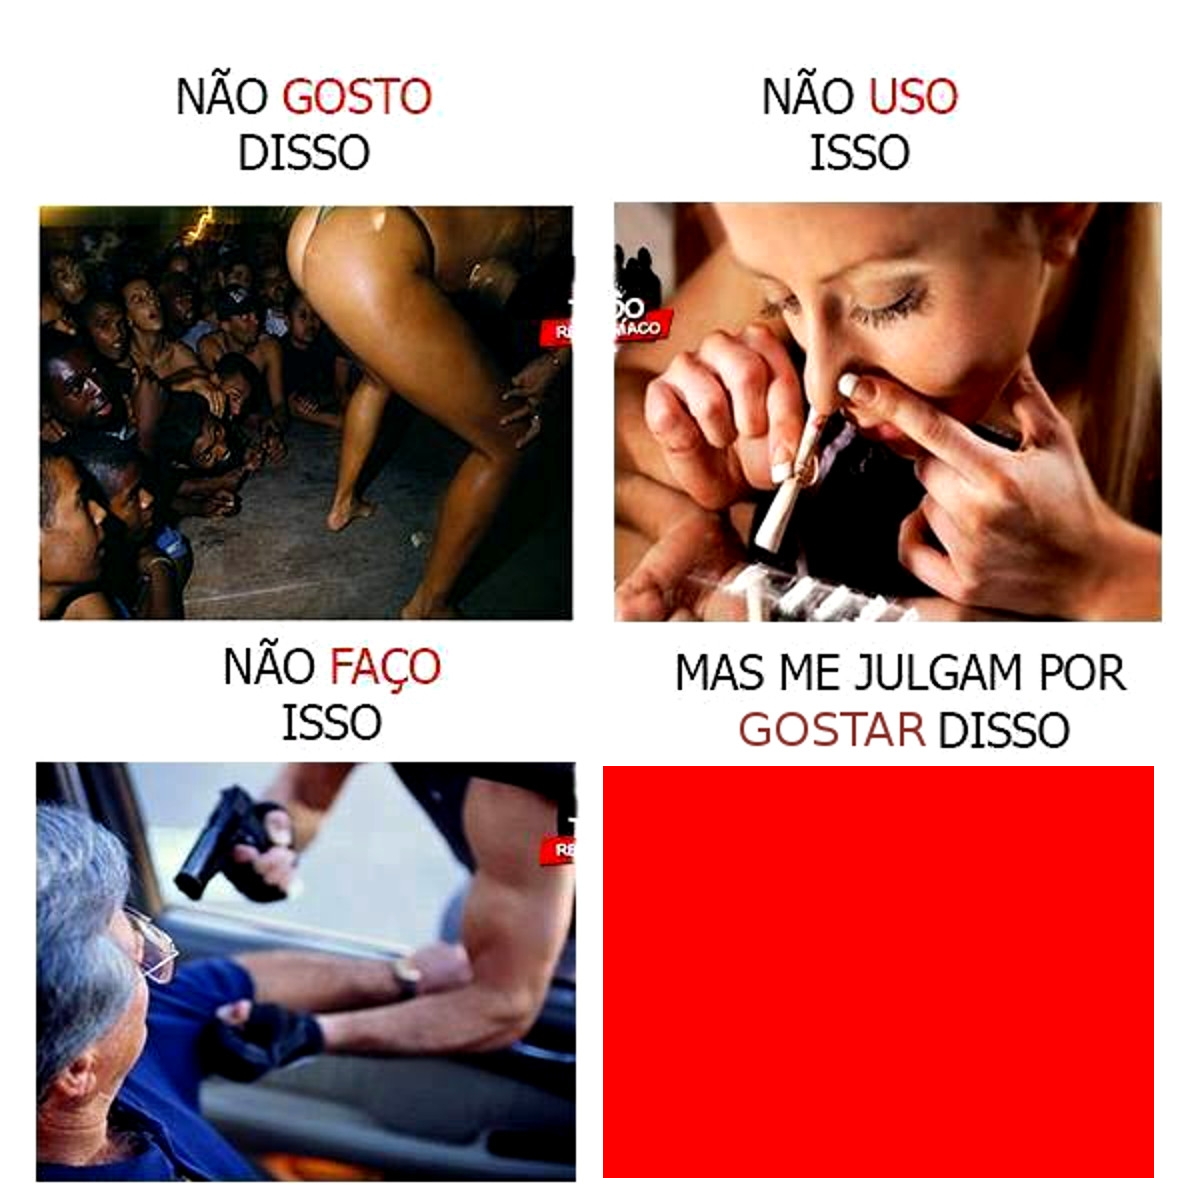 NÃO GOSTO
DISSO
NÃO USO
ISSO
NÃO FAÇO
ISSO
MAS ME JULGAM POR
GOSTAR DISSO